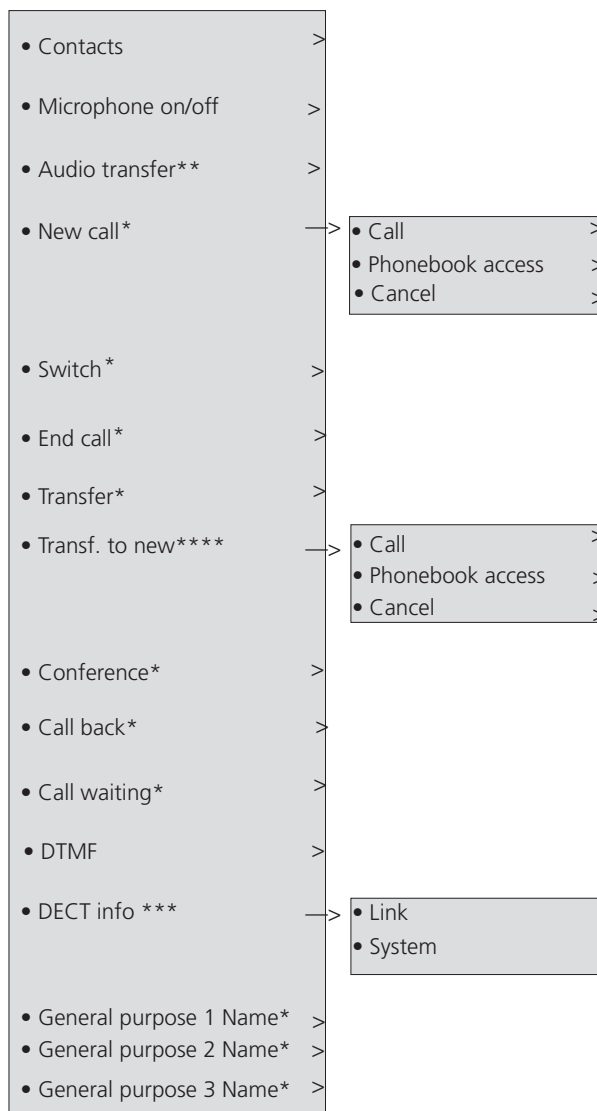 • Contacts >
• Microphone on/off >
• Audio transfer** >
• New call* —>
• Call >
• Phonebook access >
• Cancel >
• Switch* >
• End call* >
• Transfer* >
• Transf. to new**** —>
• Call >
• Phonebook access >
• Cancel >
• Conference* >
• Call back* >
• Call waiting* >
• DTMF >
• DECT info *** —>
• Link
• System
• General purpose 1 Name* >
• General purpose 2 Name* >
• General purpose 3 Name* >